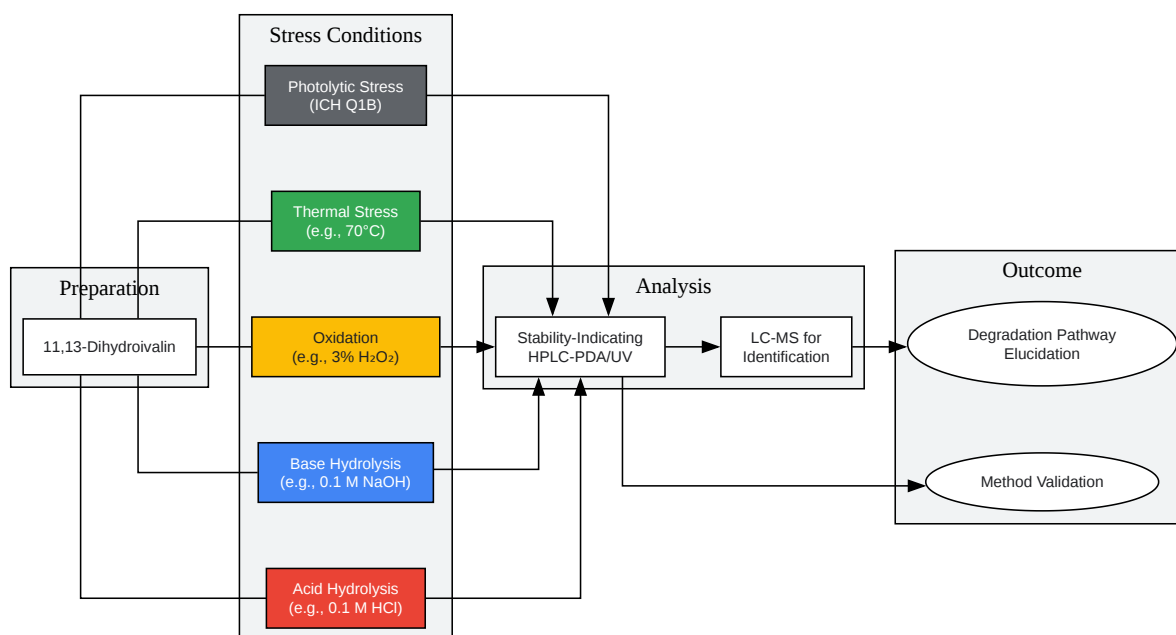 Stress Conditions
Photolytic Stress
(ICH Q1B)
Thermal Stress
(e.g., 70°C)
Preparation
11,13-Dihydroivalin
Oxidation
(e.g., 3% H₂O₂)
Base Hydrolysis
(e.g., 0.1 M NaOH)
Acid Hydrolysis
(e.g., 0.1 M HCl)
Analysis
Stability-Indicating
HPLC-PDA/UV
LC-MS for
Identification
Outcome
Degradation Pathway
Elucidation
Method Validation